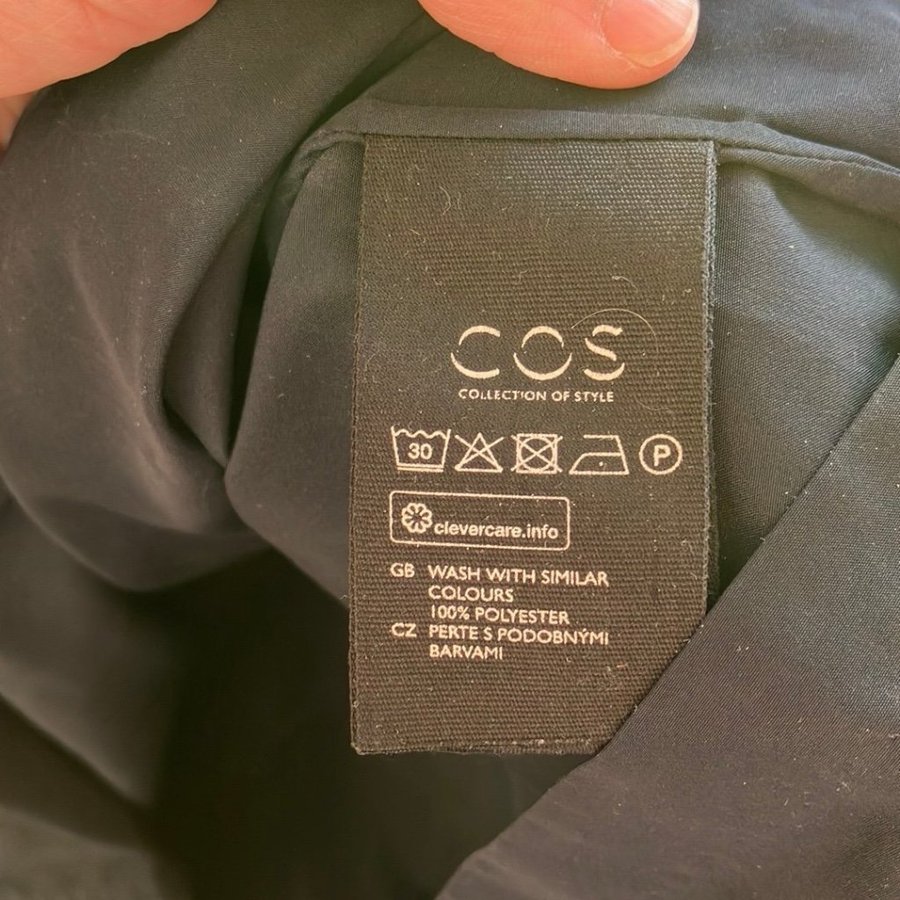 COS
COLLECTION OF STYLE
30 P
clevercare.info
GB WASH WITH SIMILAR
COLOURS
100% POLYESTER
CZ PERTE S PODOBNÝMI
BARVAMI